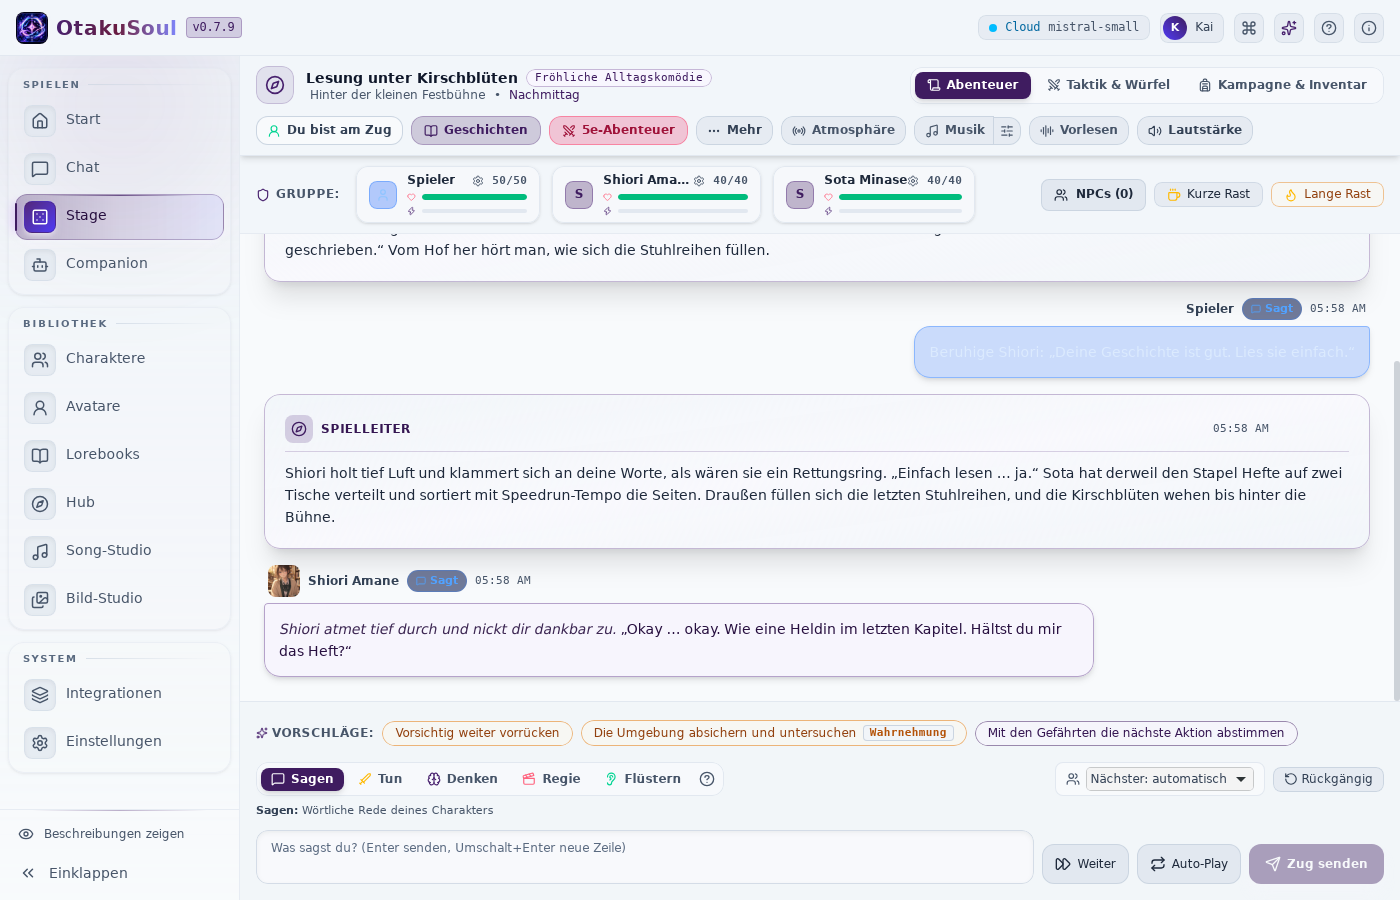 OtakuSoul v0.7.9
Cloud mistral-small
K Kai
SPIELEN
Start
Chat
Stage
Companion
BIBLIOTHEK
Charaktere
Avatare
Lorebooks
Hub
Song-Studio
Bild-Studio
SYSTEM
Integrationen
Einstellungen
Beschreibungen zeigen
Einklappen
Lesung unter Kirschblüten Fröhliche Alltagskomödie
Hinter der kleinen Festbühne • Nachmittag
Abenteuer Taktik & Würfel Kampagne & Inventar
Du bist am Zug Geschichten 5e-Abenteuer Mehr Atmosphäre Musik Vorlesen Lautstärke
GRUPPE:
Spieler 50/50
S Shiori Ama... 40/40
S Sota Minase 40/40
NPCs (0) Kurze Rast Lange Rast
geschrieben.“ Vom Hof her hört man, wie sich die Stuhlreihen füllen.
Spieler Sagt 05:58 AM
Beruhige Shiori: „Deine Geschichte ist gut. Lies sie einfach.“
SPIELLEITER 05:58 AM
Shiori holt tief Luft und klammert sich an deine Worte, als wären sie ein Rettungsring. „Einfach lesen … ja.“ Sota hat derweil den Stapel Hefte auf zwei
Tische verteilt und sortiert mit Speedrun-Tempo die Seiten. Draußen füllen sich die letzten Stuhlreihen, und die Kirschblüten wehen bis hinter die
Bühne.
Shiori Amane Sagt 05:58 AM
Shiori atmet tief durch und nickt dir dankbar zu. „Okay … okay. Wie eine Heldin im letzten Kapitel. Hältst du mir
das Heft?“
VORSCHLÄGE: Vorsichtig weiter vorrücken Die Umgebung absichern und untersuchen Wahrnehmung Mit den Gefährten die nächste Aktion abstimmen
Sagen Tun Denken Regie Flüstern
Nächster: automatisch Rückgängig
Sagen: Wörtliche Rede deines Charakters
Was sagst du? (Enter senden, Umschalt+Enter neue Zeile)
Weiter Auto-Play Zug senden